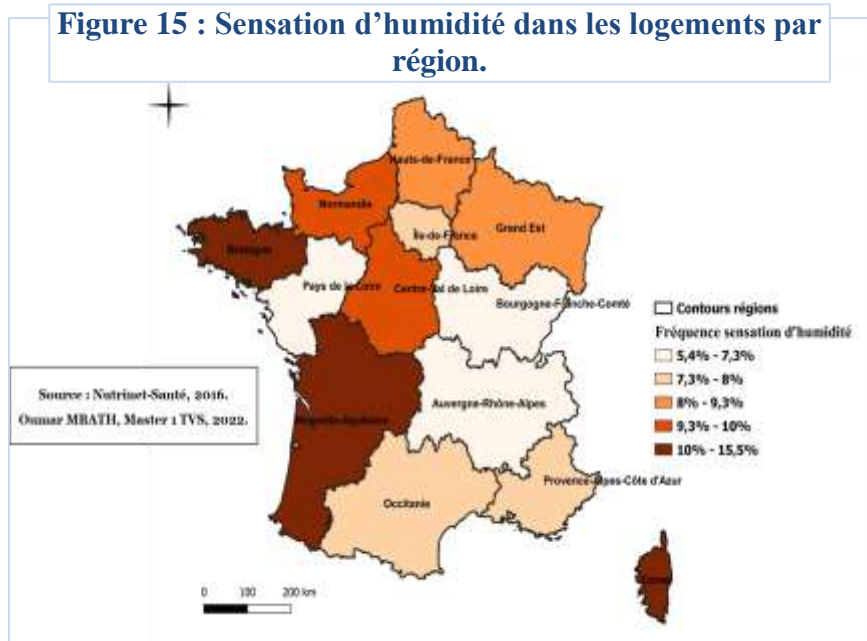 Figure 15 : Sensation d'humidité dans les logements par
région.
Hauts-de-France
Normandie
Île-de-France
Grand Est
Bretagne
Pays de la Loire
Centre-Val de Loire
Bourgogne-Franche-Comté
Contours régions
Fréquence sensation d'humidité
5,4% - 7,3%
7,3% - 8%
8% - 9,3%
9,3% - 10%
10% - 15,5%
Source : Nutrinet-Santé, 2016.
Oumar MBATH, Master 1 TVS, 2022.
Auvergne-Rhône-Alpes
Nouvelle-Aquitaine
Provence-Alpes-Côte d'Azur
Occitanie
Corse
0 100 200 km